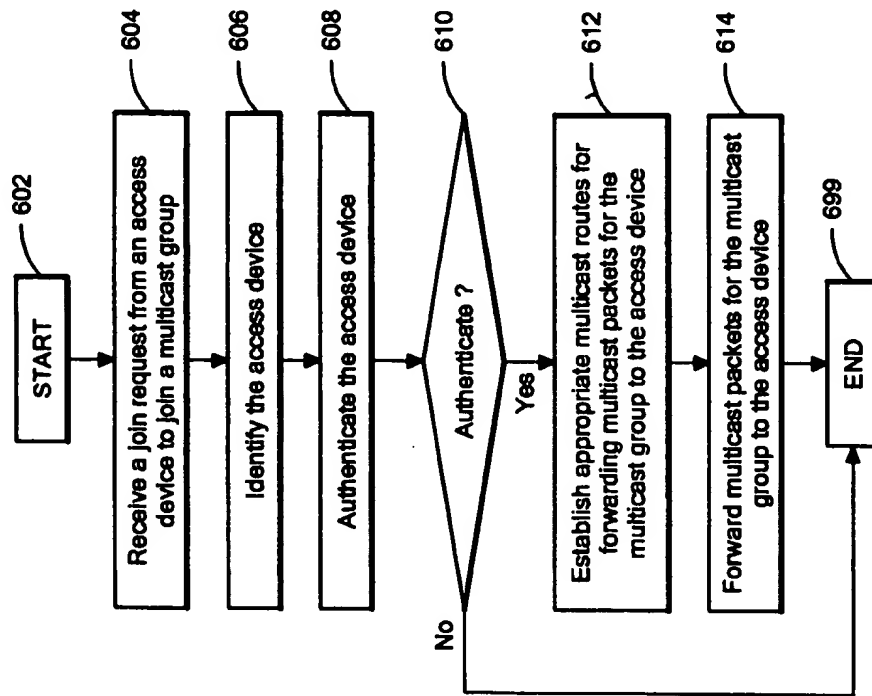 START
602
Receive a join request from an access
device to join a multicast group
604
Identify the access device
606
Authenticate the access device
608
Authenticate ?
610
No
Yes
Establish appropriate multicast routes for
forwarding multicast packets for the
multicast group to the access device
612
Forward multicast packets for the multicast
group to the access device
614
END
699